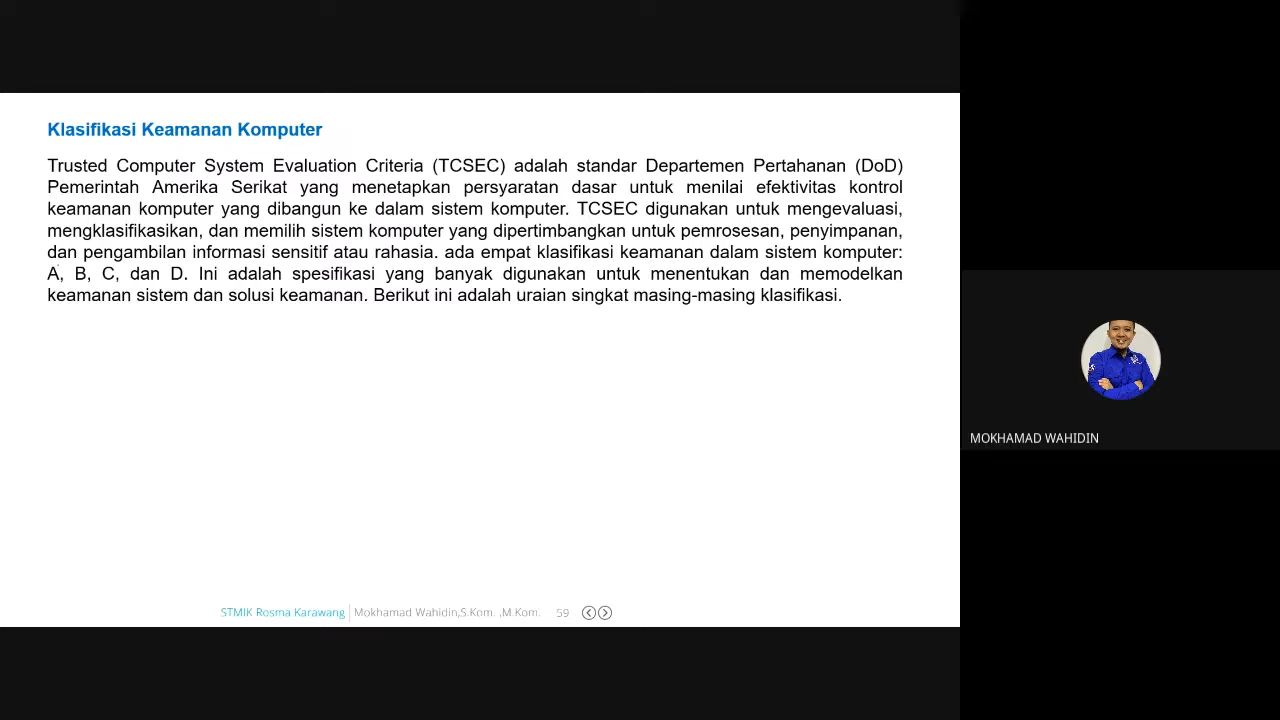 Klasifikasi Keamanan Komputer
Trusted Computer System Evaluation Criteria (TCSEC) adalah standar Departemen Pertahanan (DoD)
Pemerintah Amerika Serikat yang menetapkan persyaratan dasar untuk menilai efektivitas kontrol
keamanan komputer yang dibangun ke dalam sistem komputer. TCSEC digunakan untuk mengevaluasi,
mengklasifikasikan, dan memilih sistem komputer yang dipertimbangkan untuk pemrosesan, penyimpanan,
dan pengambilan informasi sensitif atau rahasia. ada empat klasifikasi keamanan dalam sistem komputer:
A, B, C, dan D. Ini adalah spesifikasi yang banyak digunakan untuk menentukan dan memodelkan
keamanan sistem dan solusi keamanan. Berikut ini adalah uraian singkat masing-masing klasifikasi.
MOKHAMAD WAHIDIN
STMIK Rosma Karawang Mokhamad Wahidin,S.Kom. ,M.Kom. 59